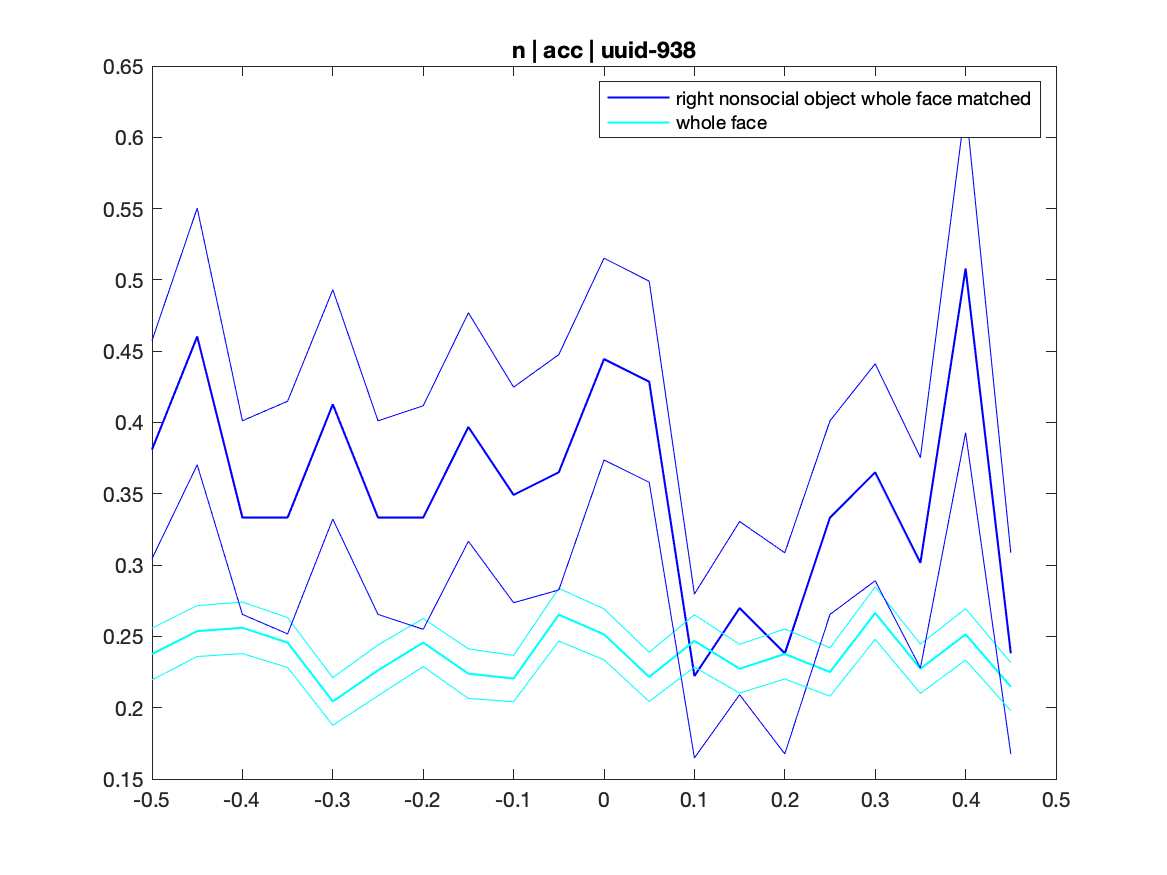 n | acc | uuid-938
right nonsocial object whole face matched
whole face
0.65
0.6
0.55
0.5
0.45
0.4
0.35
0.3
0.25
0.2
0.15
-0.5 -0.4 -0.3 -0.2 -0.1 0 0.1 0.2 0.3 0.4 0.5